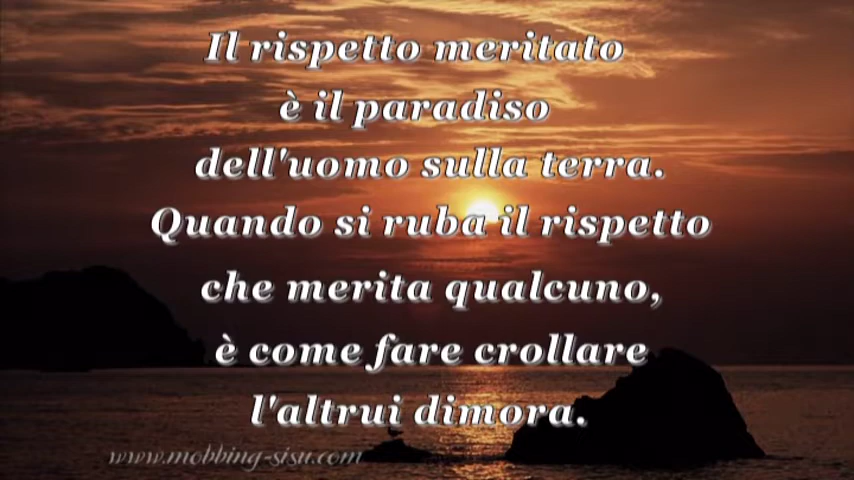 Il rispetto meritato
è il paradiso
dell'uomo sulla terra.
Quando si ruba il rispetto
che merita qualcuno,
è come fare crollare
l'altrui dimora.
www.mobbing-sisu.com